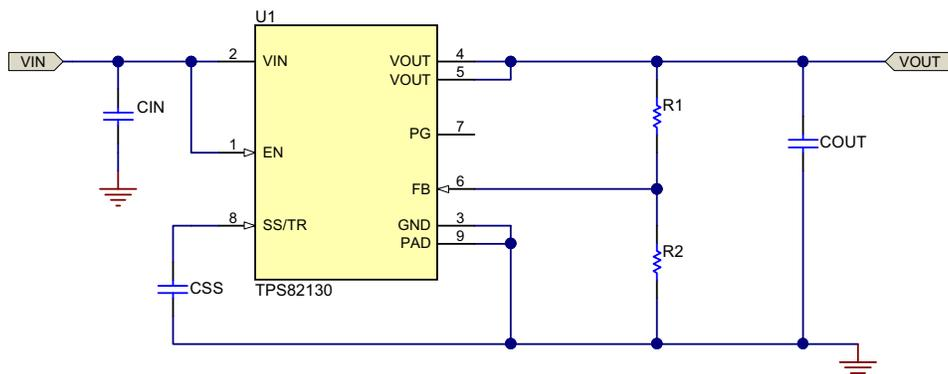 U1
VIN
2
VIN
VOUT
4
VOUT
VOUT
5
CIN
R1
PG
7
COUT
1
EN
FB
6
8
SS/TR
GND
3
PAD
9
R2
CSS
TPS82130